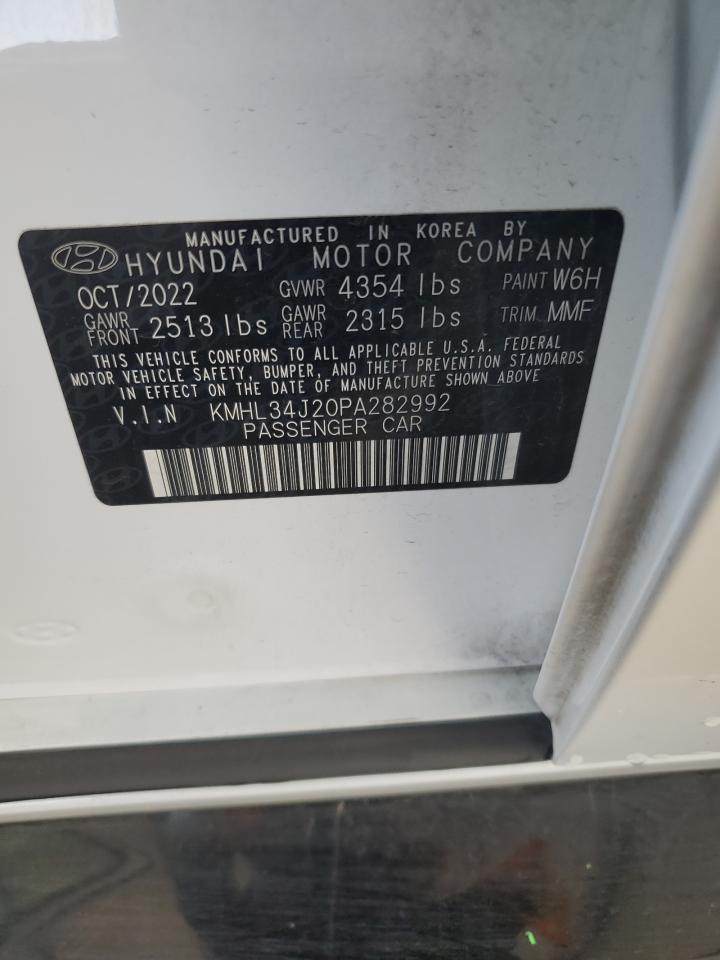 MANUFACTURED IN KOREA BY
HYUNDAI MOTOR COMPANY
OCT/2022 GVWR 4354 lbs PAINT W6H
GAWR FRONT 2513 lbs GAWR REAR 2315 lbs TRIM MMF
THIS VEHICLE CONFORMS TO ALL APPLICABLE U.S.A. FEDERAL
MOTOR VEHICLE SAFETY, BUMPER, AND THEFT PREVENTION STANDARDS
IN EFFECT ON THE DATE OF MANUFACTURE SHOWN ABOVE
V.I.N KMHL34J20PA282992
PASSENGER CAR